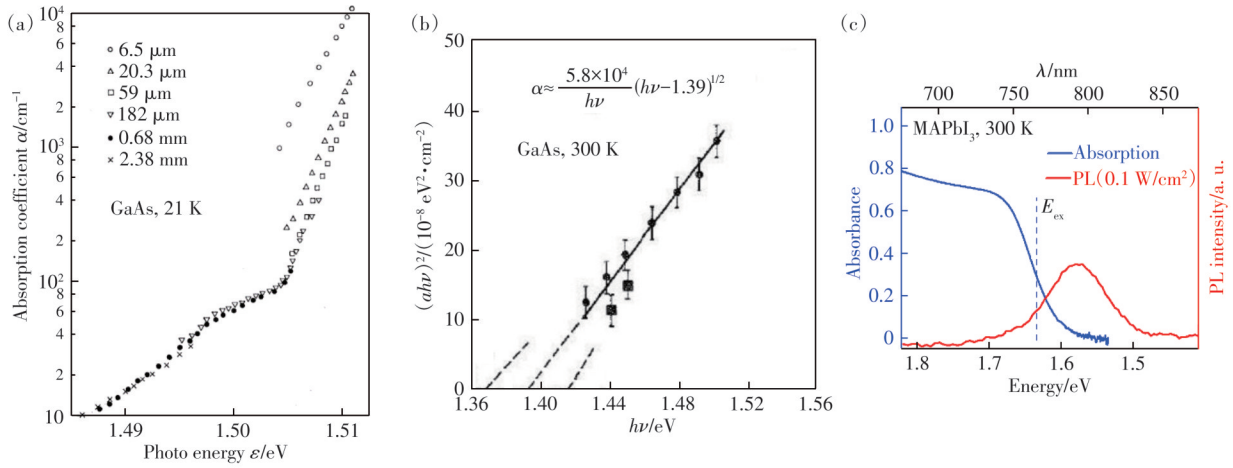 (a)
10⁴
8
6
4
2
10³
8
6
4
2
10²
8
6
4
2
10
Absorption coefficient α/cm⁻¹
○ 6.5 μm
△ 20.3 μm
□ 59 μm
▽ 182 μm
● 0.68 mm
× 2.38 mm
GaAs, 21 K
1.49 1.50 1.51
Photo energy ε/eV
(b)
50
40
30
20
10
0
(ahν)²/(10⁻⁸ eV²·cm⁻²)
α≈ 5.8×10⁴/hν (hν−1.39)^1/2
GaAs, 300 K
1.36 1.40 1.44 1.48 1.52 1.56
hν/eV
(c)
λ/nm
700 750 800 850
1.0
0.8
0.6
0.4
0.2
0
Absorbance
MAPbI₃, 300 K
Absorption
PL(0.1 W/cm²)
E_ex
PL intensity/a. u.
1.8 1.7 1.6 1.5
Energy/eV